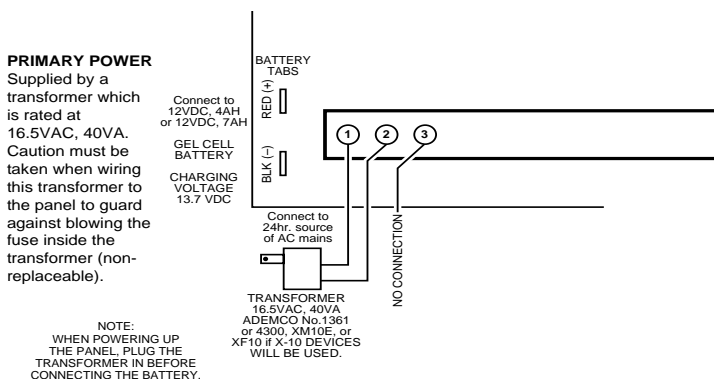 PRIMARY POWER
Supplied by a
transformer which
is rated at
16.5VAC, 40VA.
Caution must be
taken when wiring
this transformer to
the panel to guard
against blowing the
fuse inside the
transformer (non-
replaceable).
BATTERY
TABS
RED (+)
BLK (–)
Connect to
12VDC, 4AH
or 12VDC, 7AH
GEL CELL
BATTERY
CHARGING
VOLTAGE
13.7 VDC
1 2 3
NO CONNECTION
Connect to
24hr. source
of AC mains
TRANSFORMER
16.5VAC, 40VA
ADEMCO No.1361
or 4300, XM10E, or
XF10 if X-10 DEVICES
WILL BE USED.
NOTE:
WHEN POWERING UP
THE PANEL, PLUG THE
TRANSFORMER IN BEFORE
CONNECTING THE BATTERY.